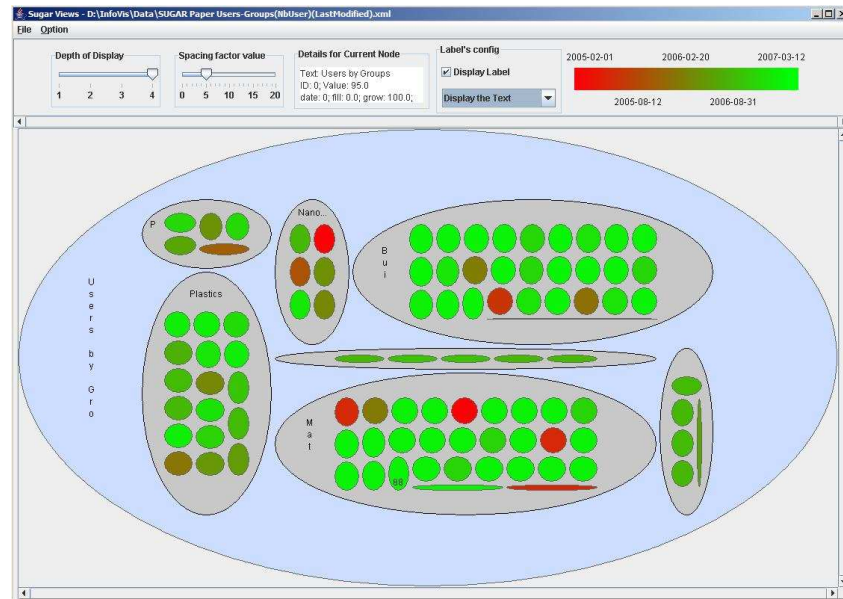 Sugar Views - D:\InfoVis\Data\SUGAR Paper Users-Groups(NbUser)(LastModified).xml
File Option
Depth of Display
1 2 3 4
Spacing factor value
0 5 10 15 20
Details for Current Node
Text: Users by Groups
ID: 0; Value: 95.0
date: 0; fill: 0.0; grow: 100.0;
Label's config
Display Label
Display the Text
2005-02-01 2006-02-20 2007-03-12
2005-08-12 2006-08-31
P
Nano...
B
u
i
Plastics
U
s
e
r
s
b
y
G
r
o
M
a
t
88